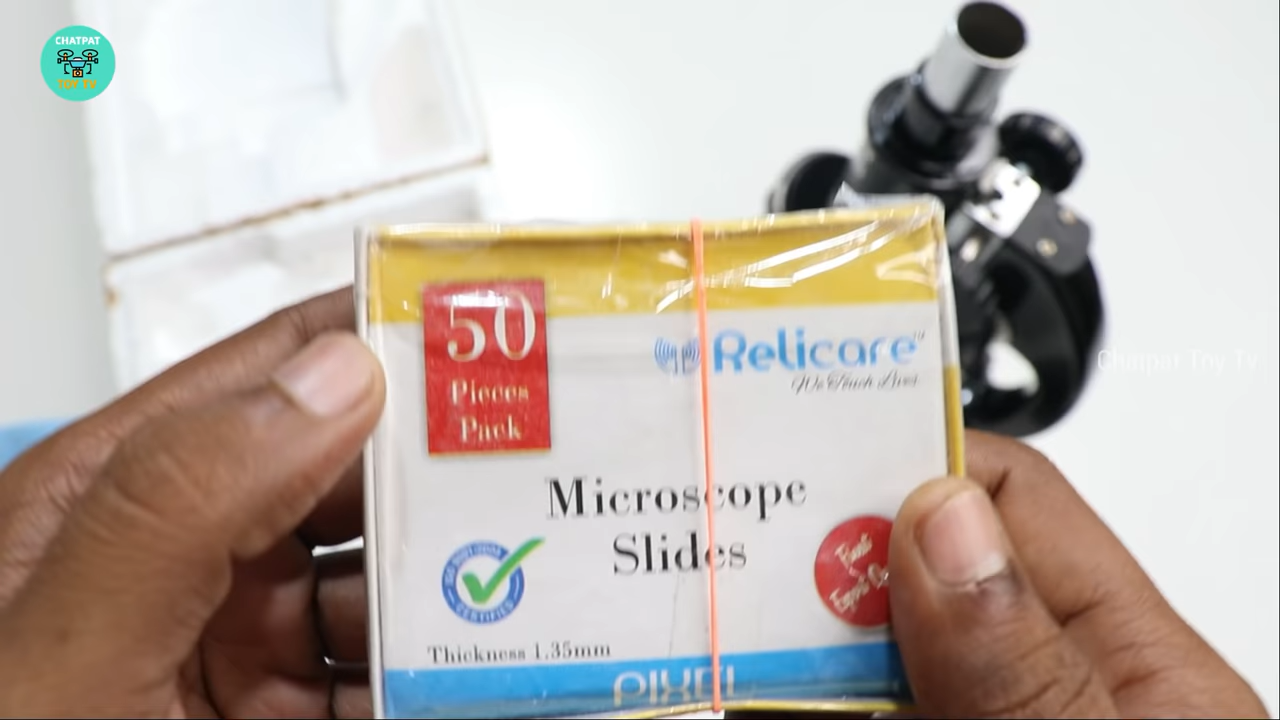 CHATPAT
TOY TV
50
Pieces
Pack
Relicare
We Touch Lives
Microscope
Slides
CERTIFIED
Thickness 1.35mm
PIXEL
Chatpat Toy Tv